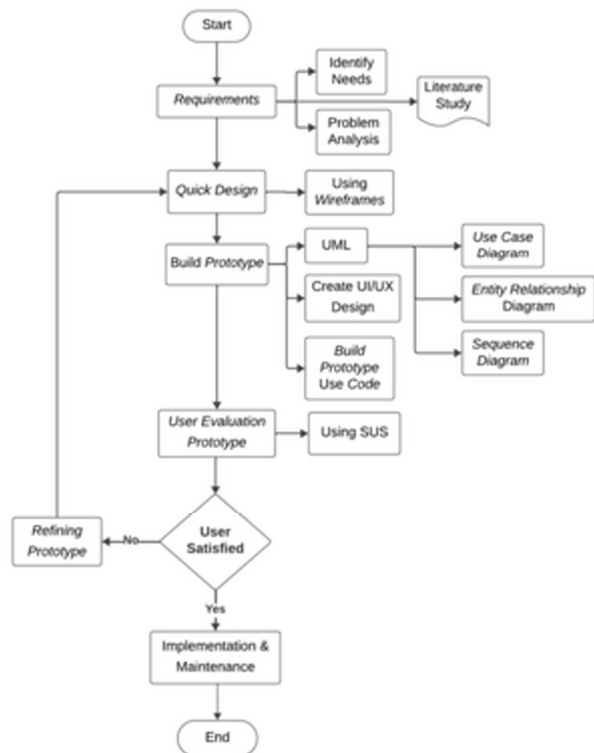 Start
Identify
Needs
Requirements
Literature
Study
Problem
Analysis
Quick Design
Using
Wireframes
Build Prototype
UML
Use Case
Diagram
Create UI/UX
Design
Entity Relationship
Diagram
Build
Prototype
Use Code
Sequence
Diagram
User Evaluation
Prototype
Using SUS
User
Satisfied
No
Refining
Prototype
Yes
Implementation &
Maintenance
End